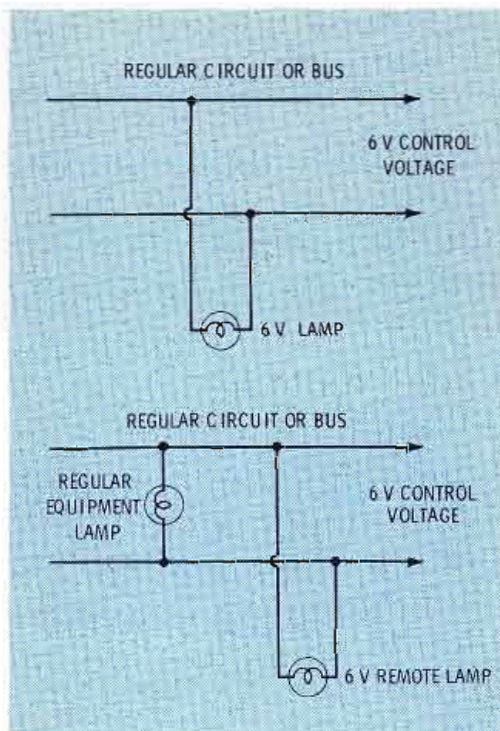 REGULAR CIRCUIT OR BUS
6 V CONTROL
VOLTAGE
6 V LAMP
REGULAR CIRCUIT OR BUS
REGULAR
EQUIPMENT
LAMP
6 V CONTROL
VOLTAGE
6 V REMOTE LAMP